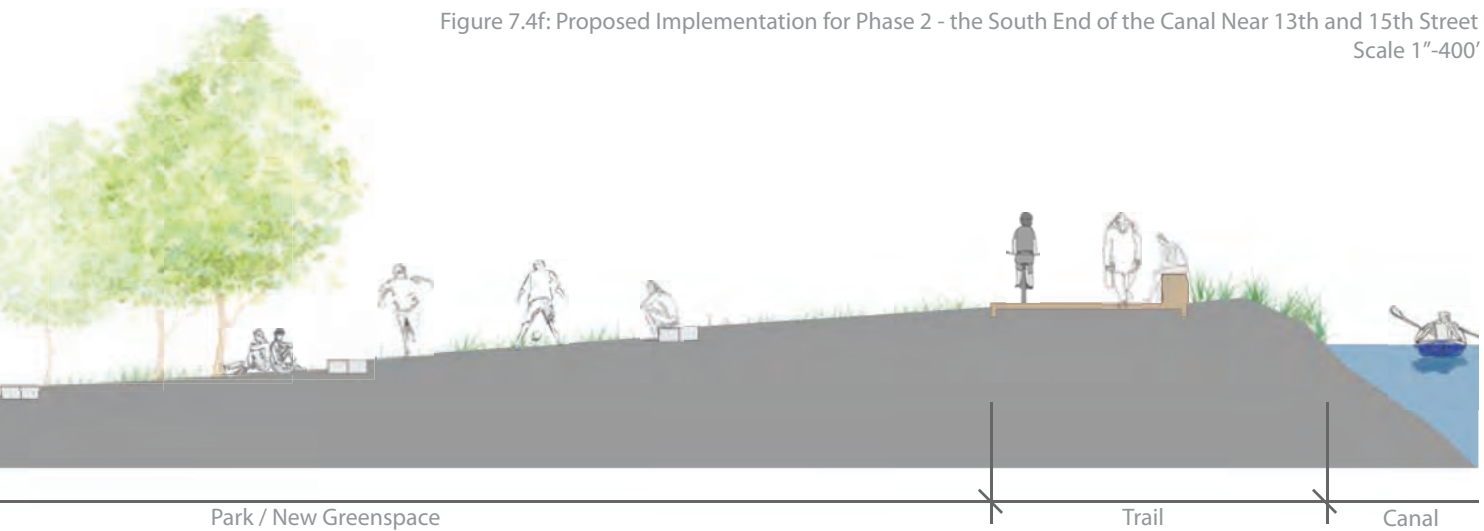 Figure 7.4f: Proposed Implementation for Phase 2 - the South End of the Canal Near 13th and 15th Street
Scale 1”-400’
Park / New Greenspace
Trail
Canal